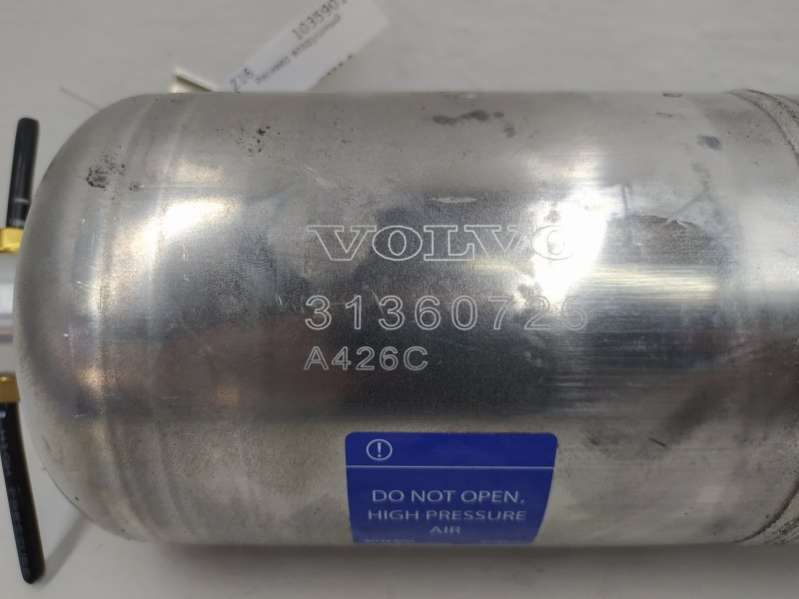 VOLVO
31360726
A426C
DO NOT OPEN,
HIGH PRESSURE
AIR